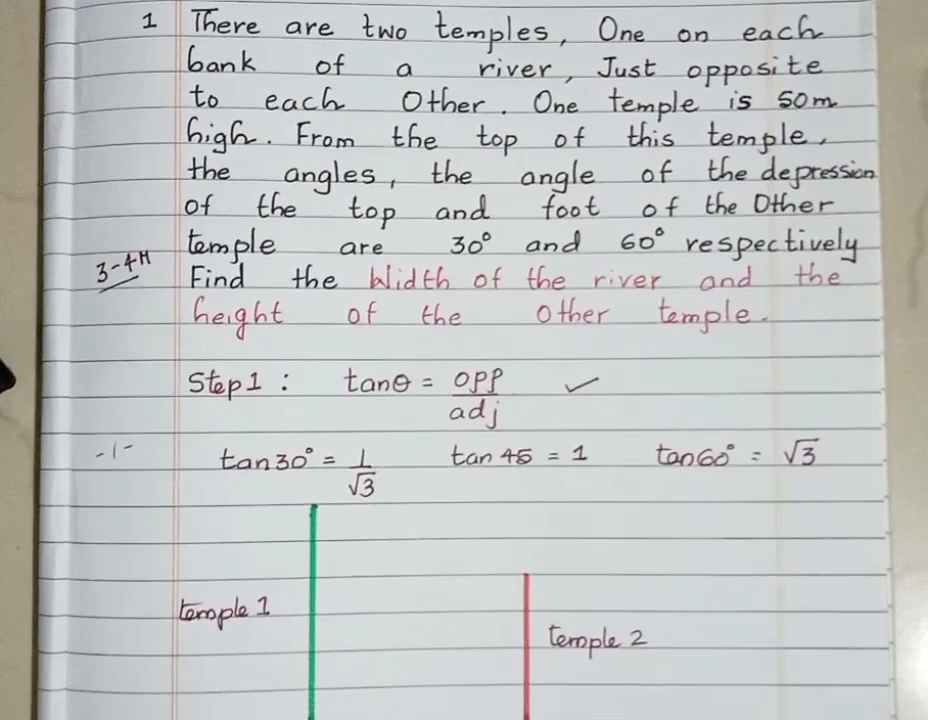 1 There are two temples, One on each
bank of a river, Just opposite
to each Other. One temple is 50m
high. From the top of this temple,
the angles, the angle of the depression
of the top and foot of the Other
temple are 30° and 60° respectively
3-4M Find the Width of the river and the
height of the Other temple.
Step 1 : tanθ = opp/adj ✓
-1- tan30° = 1/√3 tan 45 = 1 tan60° = √3
temple 1
temple 2